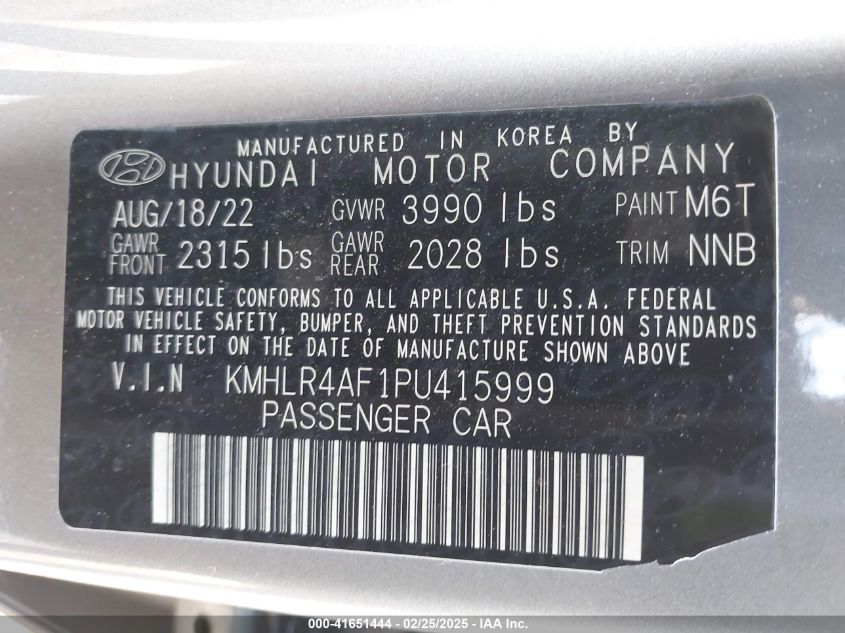 MANUFACTURED IN KOREA BY
HYUNDAI MOTOR COMPANY
AUG/18/22 GVWR 3990 lbs PAINT M6T
GAWR FRONT 2315 lbs GAWR REAR 2028 lbs TRIM NNB
THIS VEHICLE CONFORMS TO ALL APPLICABLE U.S.A. FEDERAL
MOTOR VEHICLE SAFETY, BUMPER, AND THEFT PREVENTION STANDARDS
IN EFFECT ON THE DATE OF MANUFACTURE SHOWN ABOVE
V.I.N KMHLR4AF1PU415999
PASSENGER CAR
000-41651444 - 02/25/2025 - IAA Inc.